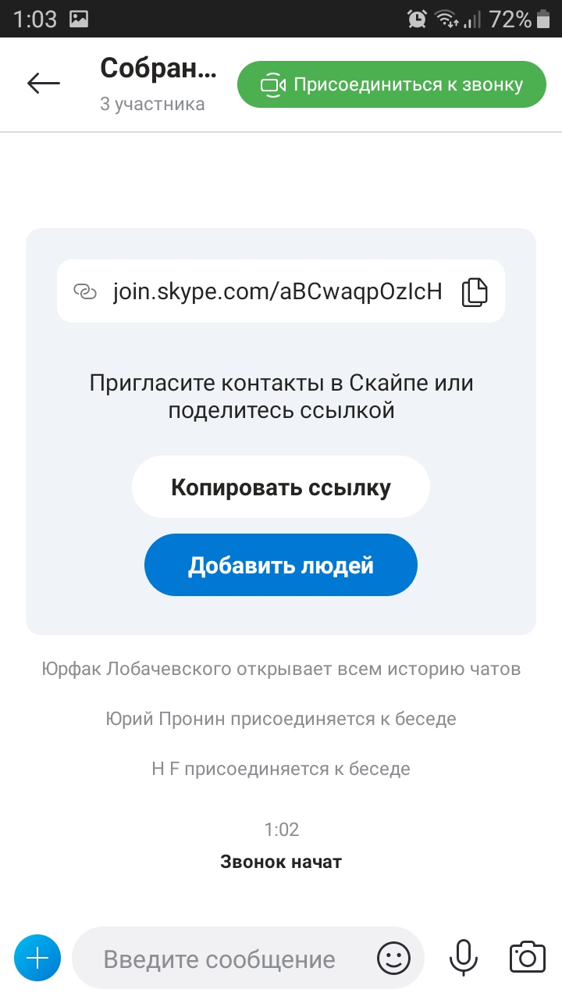 1:03
72%
Собран...
Присоединиться к звонку
3 участника
join.skype.com/aBCwaqpOzIcH
Пригласите контакты в Скайпе или
поделитесь ссылкой
Копировать ссылку
Добавить людей
Юрфак Лобачевского открывает всем историю чатов
Юрий Пронин присоединяется к беседе
H F присоединяется к беседе
1:02
Звонок начат
Введите сообщение